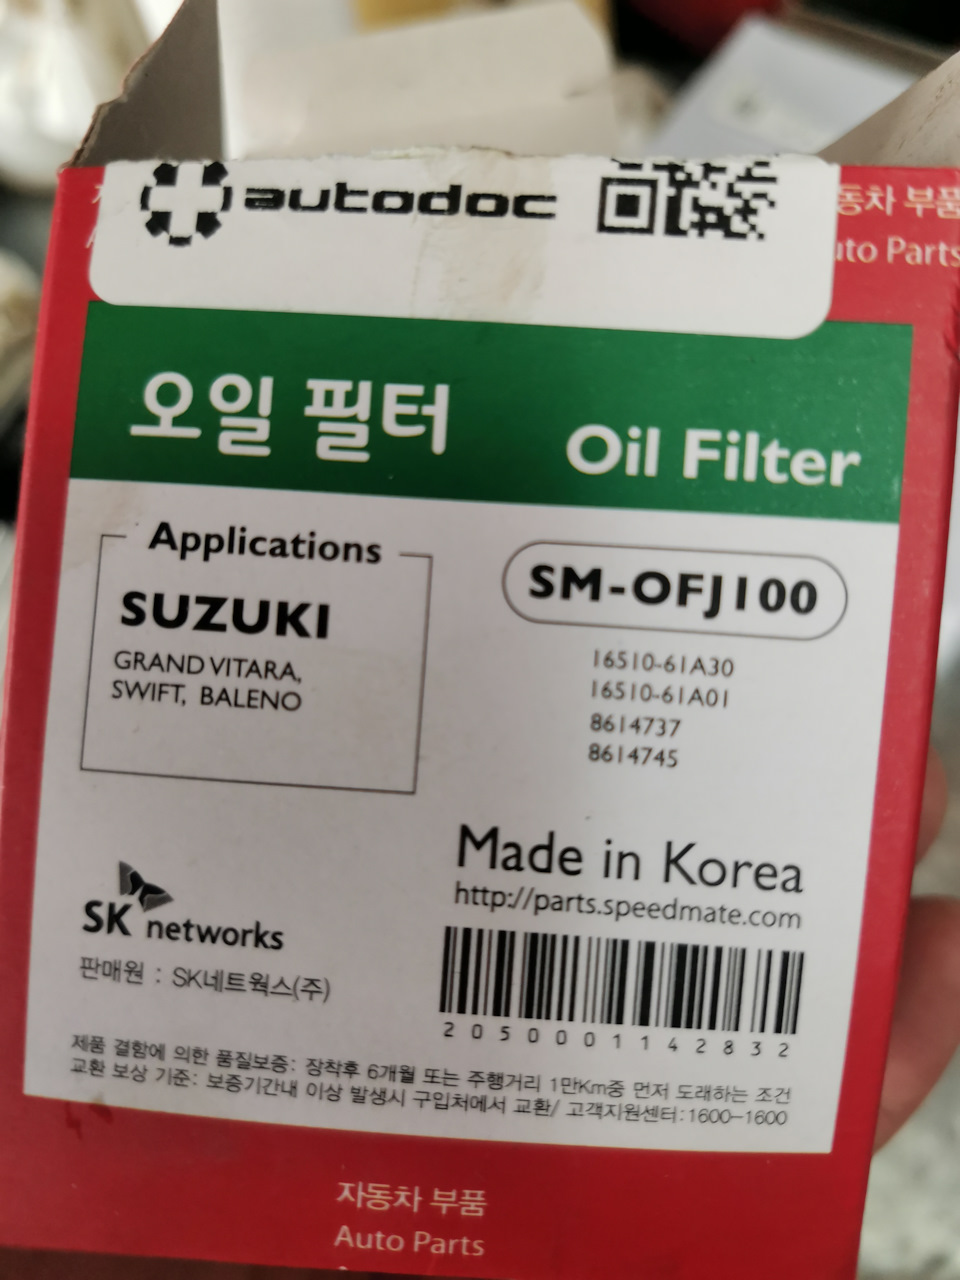 autodoc
동차 부품
uto Parts
오일 필터
Oil Filter
Applications
SUZUKI
GRAND VITARA,
SWIFT, BALENO
SM-OFJ100
16510-61A30
16510-61A01
8614737
8614745
Made in Korea
http://parts.speedmate.com
SK networks
판매원 : SK네트웍스(주)
2050001142832
제품 결함에 의한 품질보증: 장착후 6개월 또는 주행거리 1만Km중 먼저 도래하는 조건
교환 보상 기준: 보증기간내 이상 발생시 구입처에서 교환/ 고객지원센터:1600-1600
자동차 부품
Auto Parts